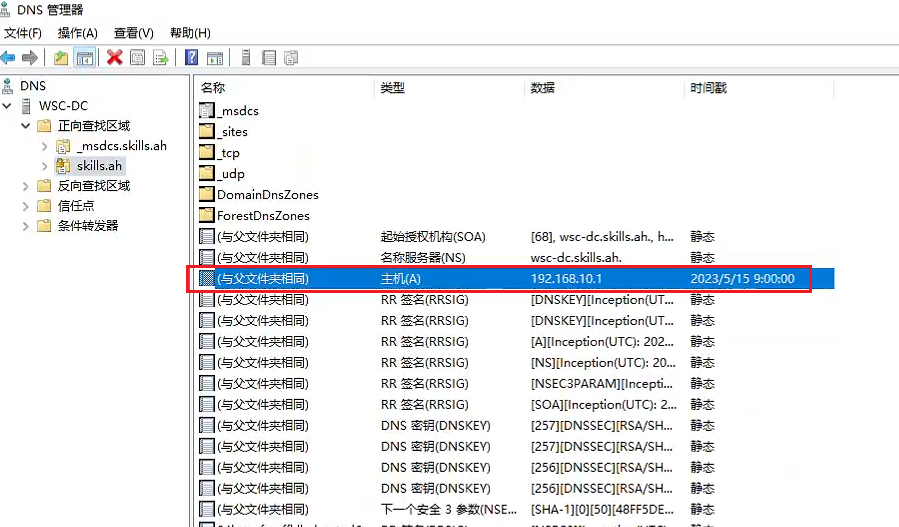 DNS 管理器
文件(F) 操作(A) 查看(V) 帮助(H)
DNS
WSC-DC
正向查找区域
_msdcs.skills.ah
skills.ah
反向查找区域
信任点
条件转发器
名称 类型 数据 时间戳
_msdcs
_sites
_tcp
_udp
DomainDnsZones
ForestDnsZones
(与父文件夹相同) 起始授权机构(SOA) [68], wsc-dc.skills.ah., h... 静态
(与父文件夹相同) 名称服务器(NS) wsc-dc.skills.ah. 静态
(与父文件夹相同) 主机(A) 192.168.10.1 2023/5/15 9:00:00
(与父文件夹相同) RR 签名(RRSIG) [DNSKEY][Inception(UT... 静态
(与父文件夹相同) RR 签名(RRSIG) [DNSKEY][Inception(UT... 静态
(与父文件夹相同) RR 签名(RRSIG) [A][Inception(UTC): 202... 静态
(与父文件夹相同) RR 签名(RRSIG) [NS][Inception(UTC): 20... 静态
(与父文件夹相同) RR 签名(RRSIG) [NSEC3PARAM][Incepti... 静态
(与父文件夹相同) RR 签名(RRSIG) [SOA][Inception(UTC): 2... 静态
(与父文件夹相同) DNS 密钥(DNSKEY) [257][DNSSEC][RSA/SH... 静态
(与父文件夹相同) DNS 密钥(DNSKEY) [257][DNSSEC][RSA/SH... 静态
(与父文件夹相同) DNS 密钥(DNSKEY) [256][DNSSEC][RSA/SH... 静态
(与父文件夹相同) DNS 密钥(DNSKEY) [256][DNSSEC][RSA/SH... 静态
(与父文件夹相同) 下一个安全 3 参数(NSE... [SHA-1][0][50][48FF5DE... 静态